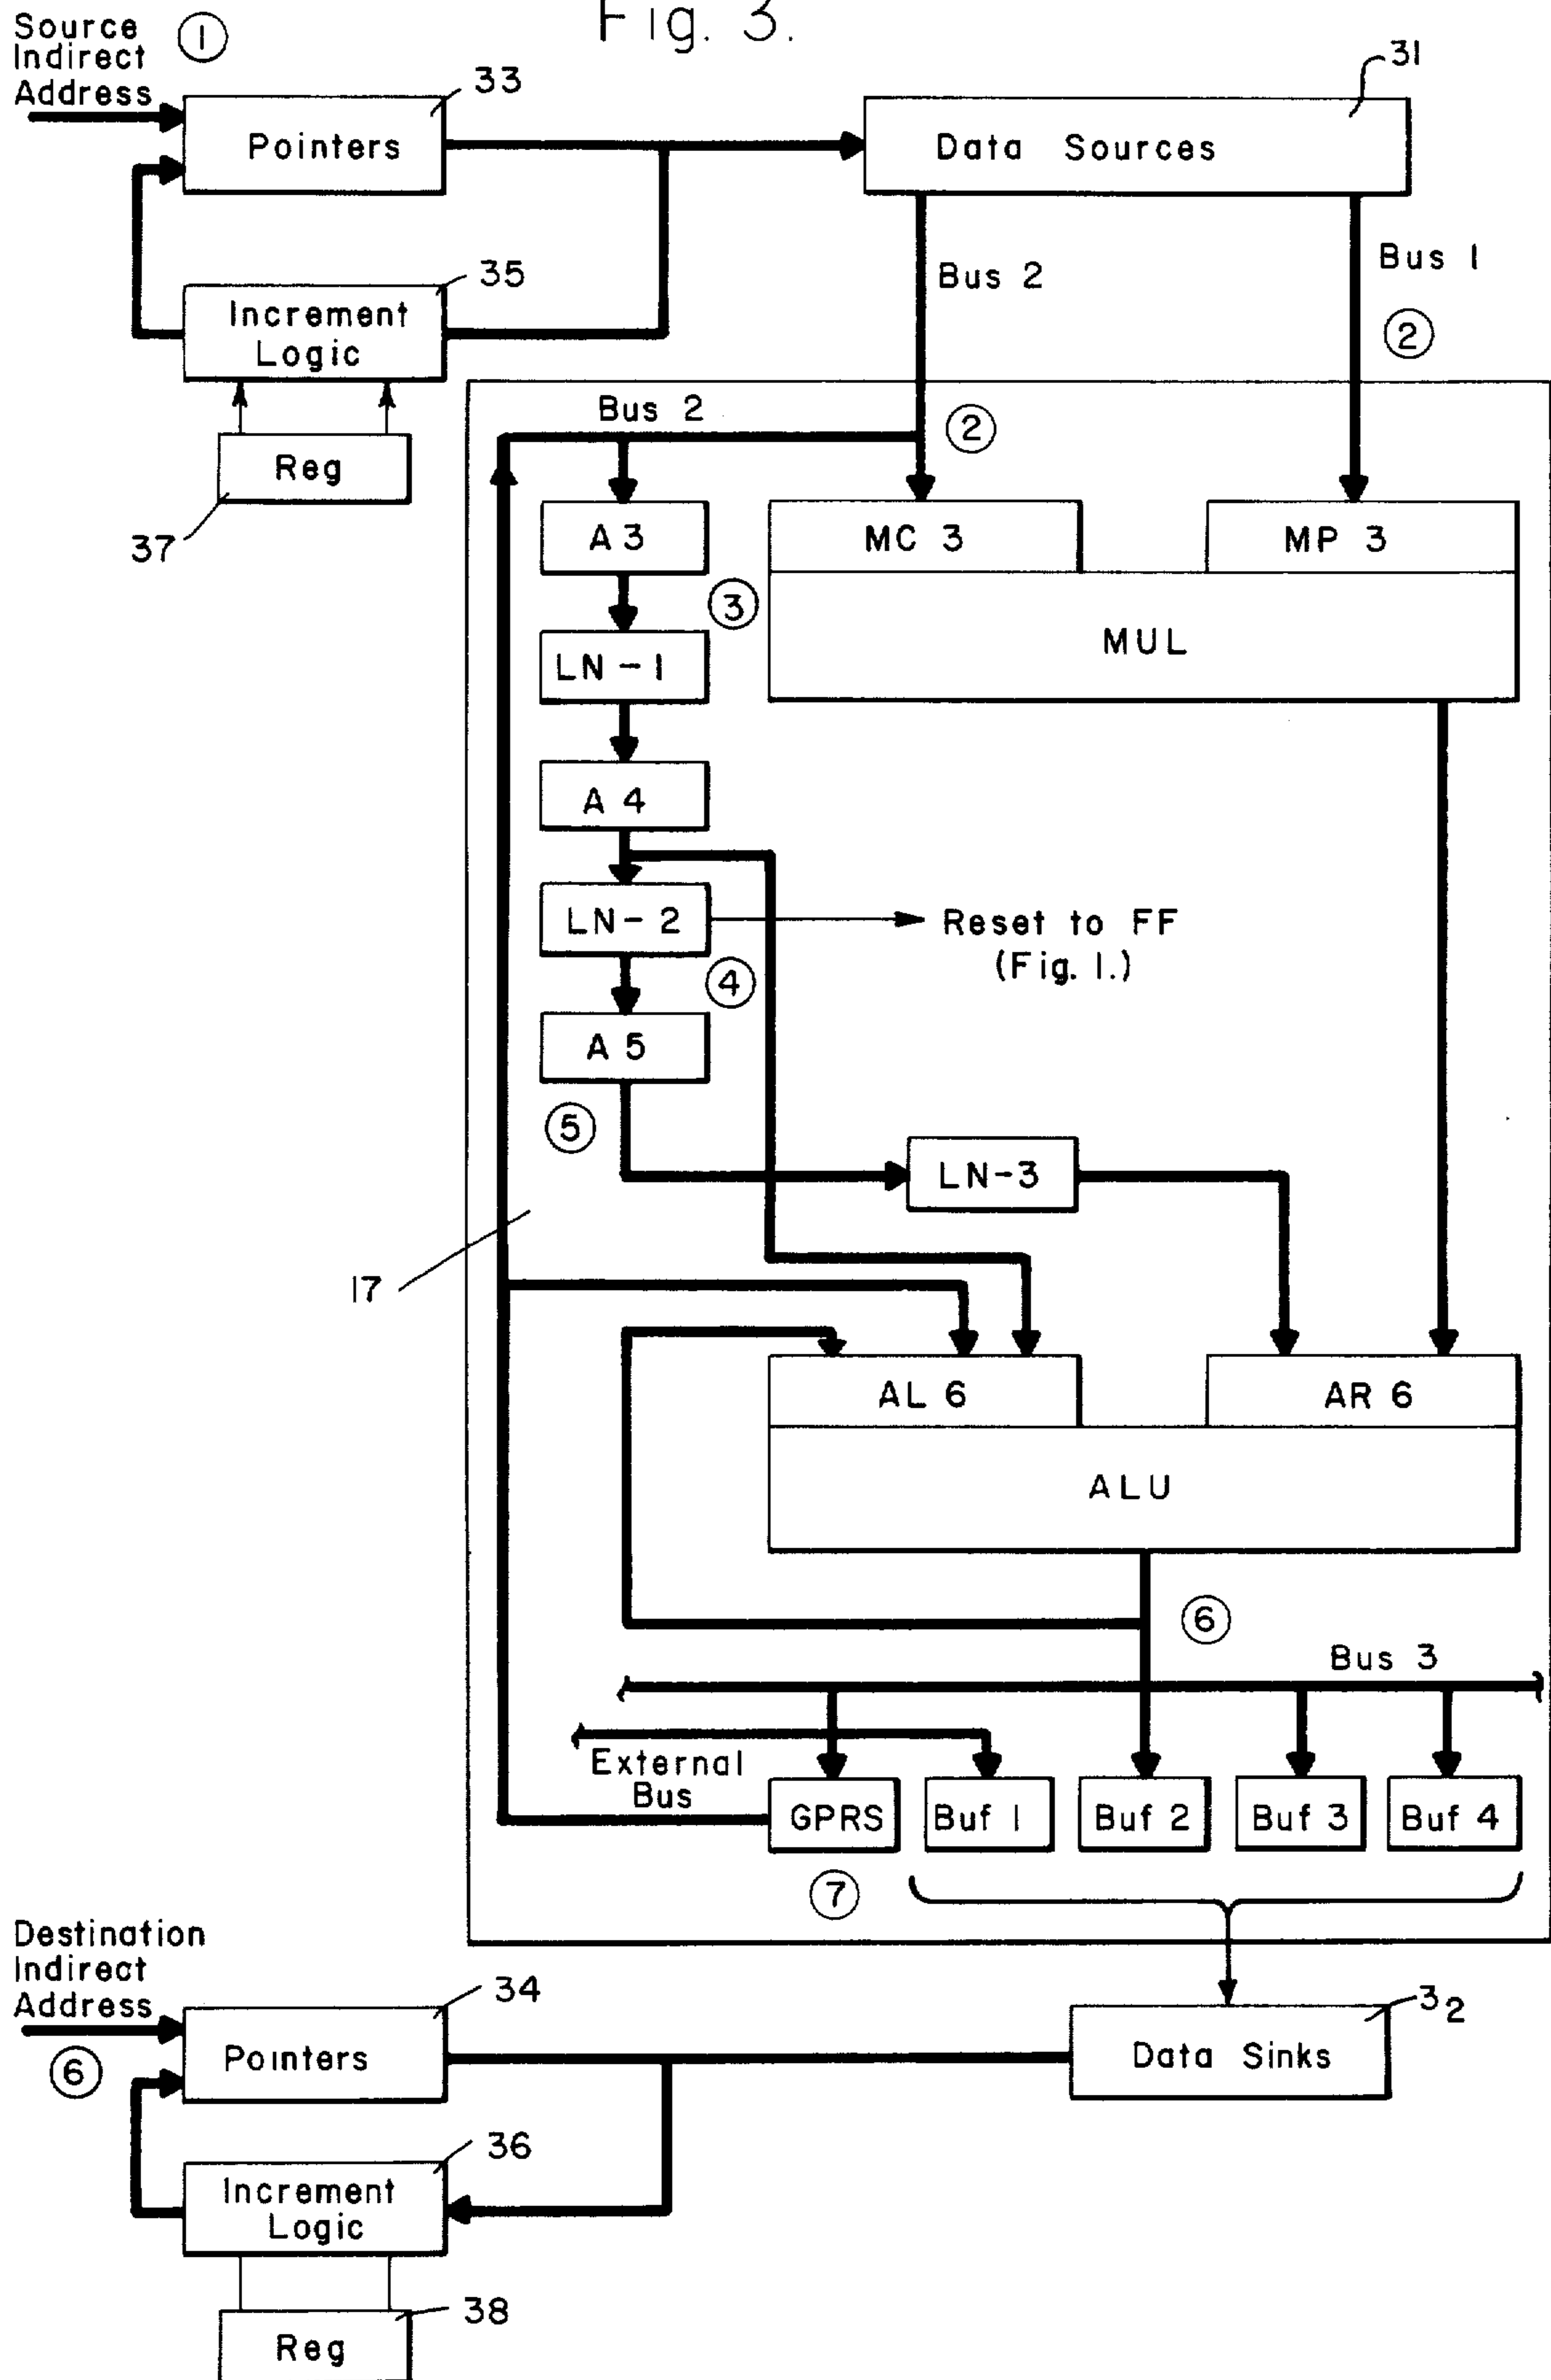 Fig. 3.
Source
Indirect
Address
1
33
Pointers
31
Data Sources
35
Increment
Logic
Bus 2
Bus 1
2
Reg
37
Bus 2
2
A 3
MC 3
MP 3
3
MUL
LN-1
A 4
LN-2
Reset to FF
(Fig. 1.)
4
A 5
5
LN-3
17
AL 6
AR 6
ALU
6
Bus 3
External
Bus
GPRS
Buf 1
Buf 2
Buf 3
Buf 4
7
Destination
Indirect
Address
34
Pointers
6
32
Data Sinks
36
Increment
Logic
38
Reg